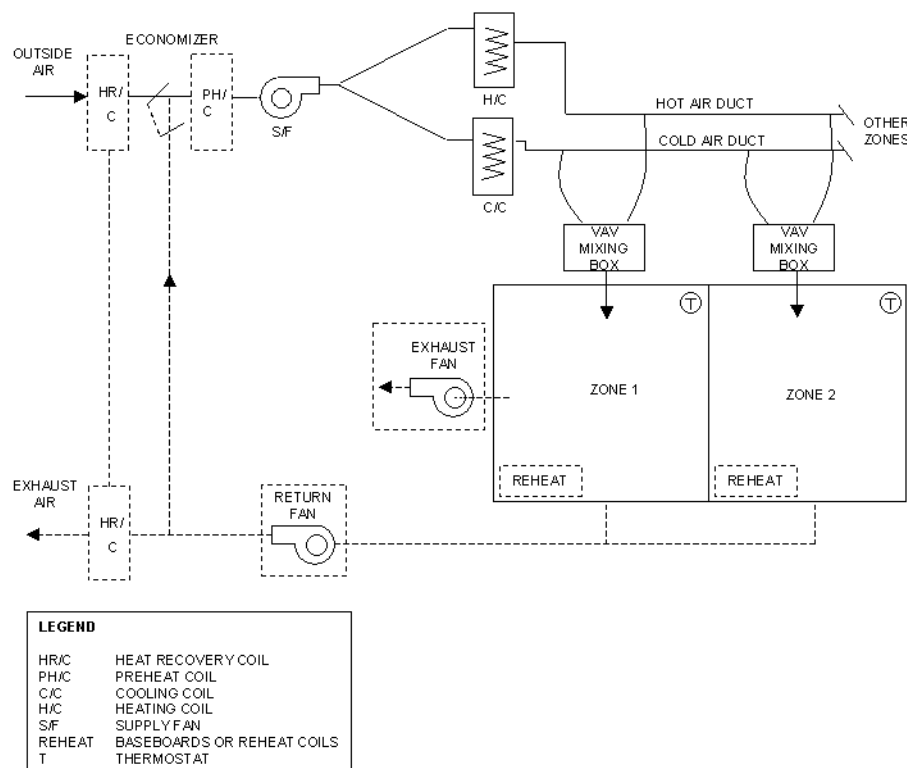 ECONOMIZER
OUTSIDE
AIR
HR/
C
PH/
C
S/F
H/C
C/C
HOT AIR DUCT
COLD AIR DUCT
OTHER
ZONES
VAV
MIXING
BOX
VAV
MIXING
BOX
T
T
EXHAUST
FAN
ZONE 1
ZONE 2
REHEAT
REHEAT
EXHAUST
AIR
HR/
C
RETURN
FAN
LEGEND
HR/C HEAT RECOVERY COIL
PH/C PREHEAT COIL
C/C COOLING COIL
H/C HEATING COIL
S/F SUPPLY FAN
REHEAT BASEBOARDS OR REHEAT COILS
T THERMOSTAT